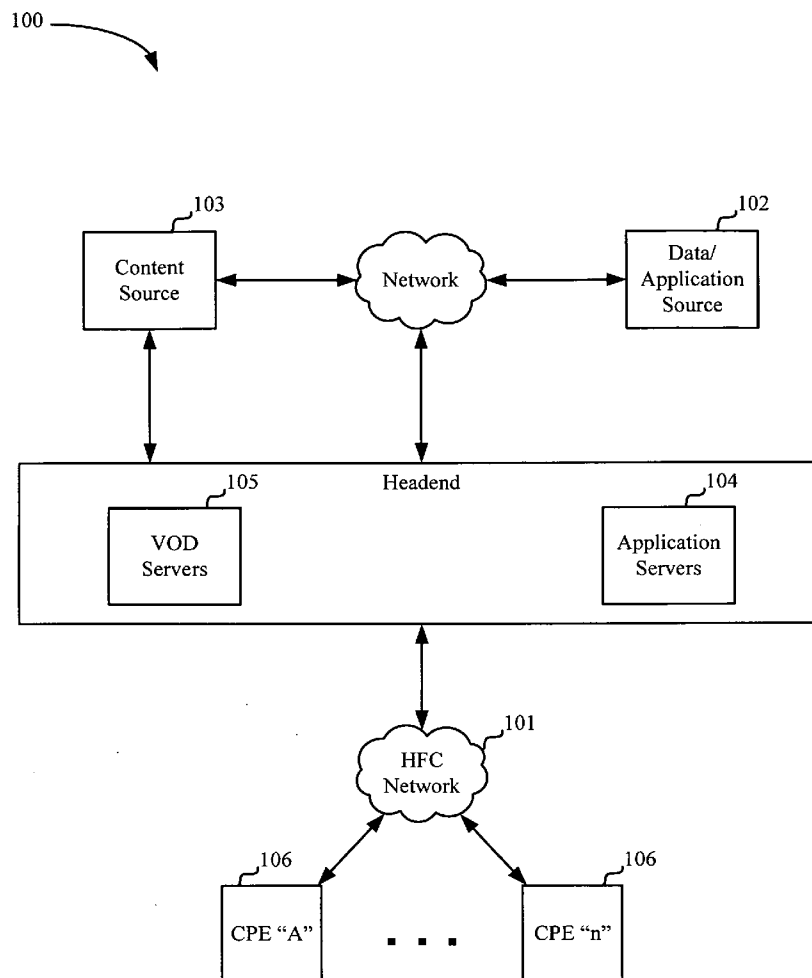 100
103
102
Content
Source
Network
Data/
Application
Source
105
Headend
104
VOD
Servers
Application
Servers
101
HFC
Network
106
106
CPE “A”
CPE “n”